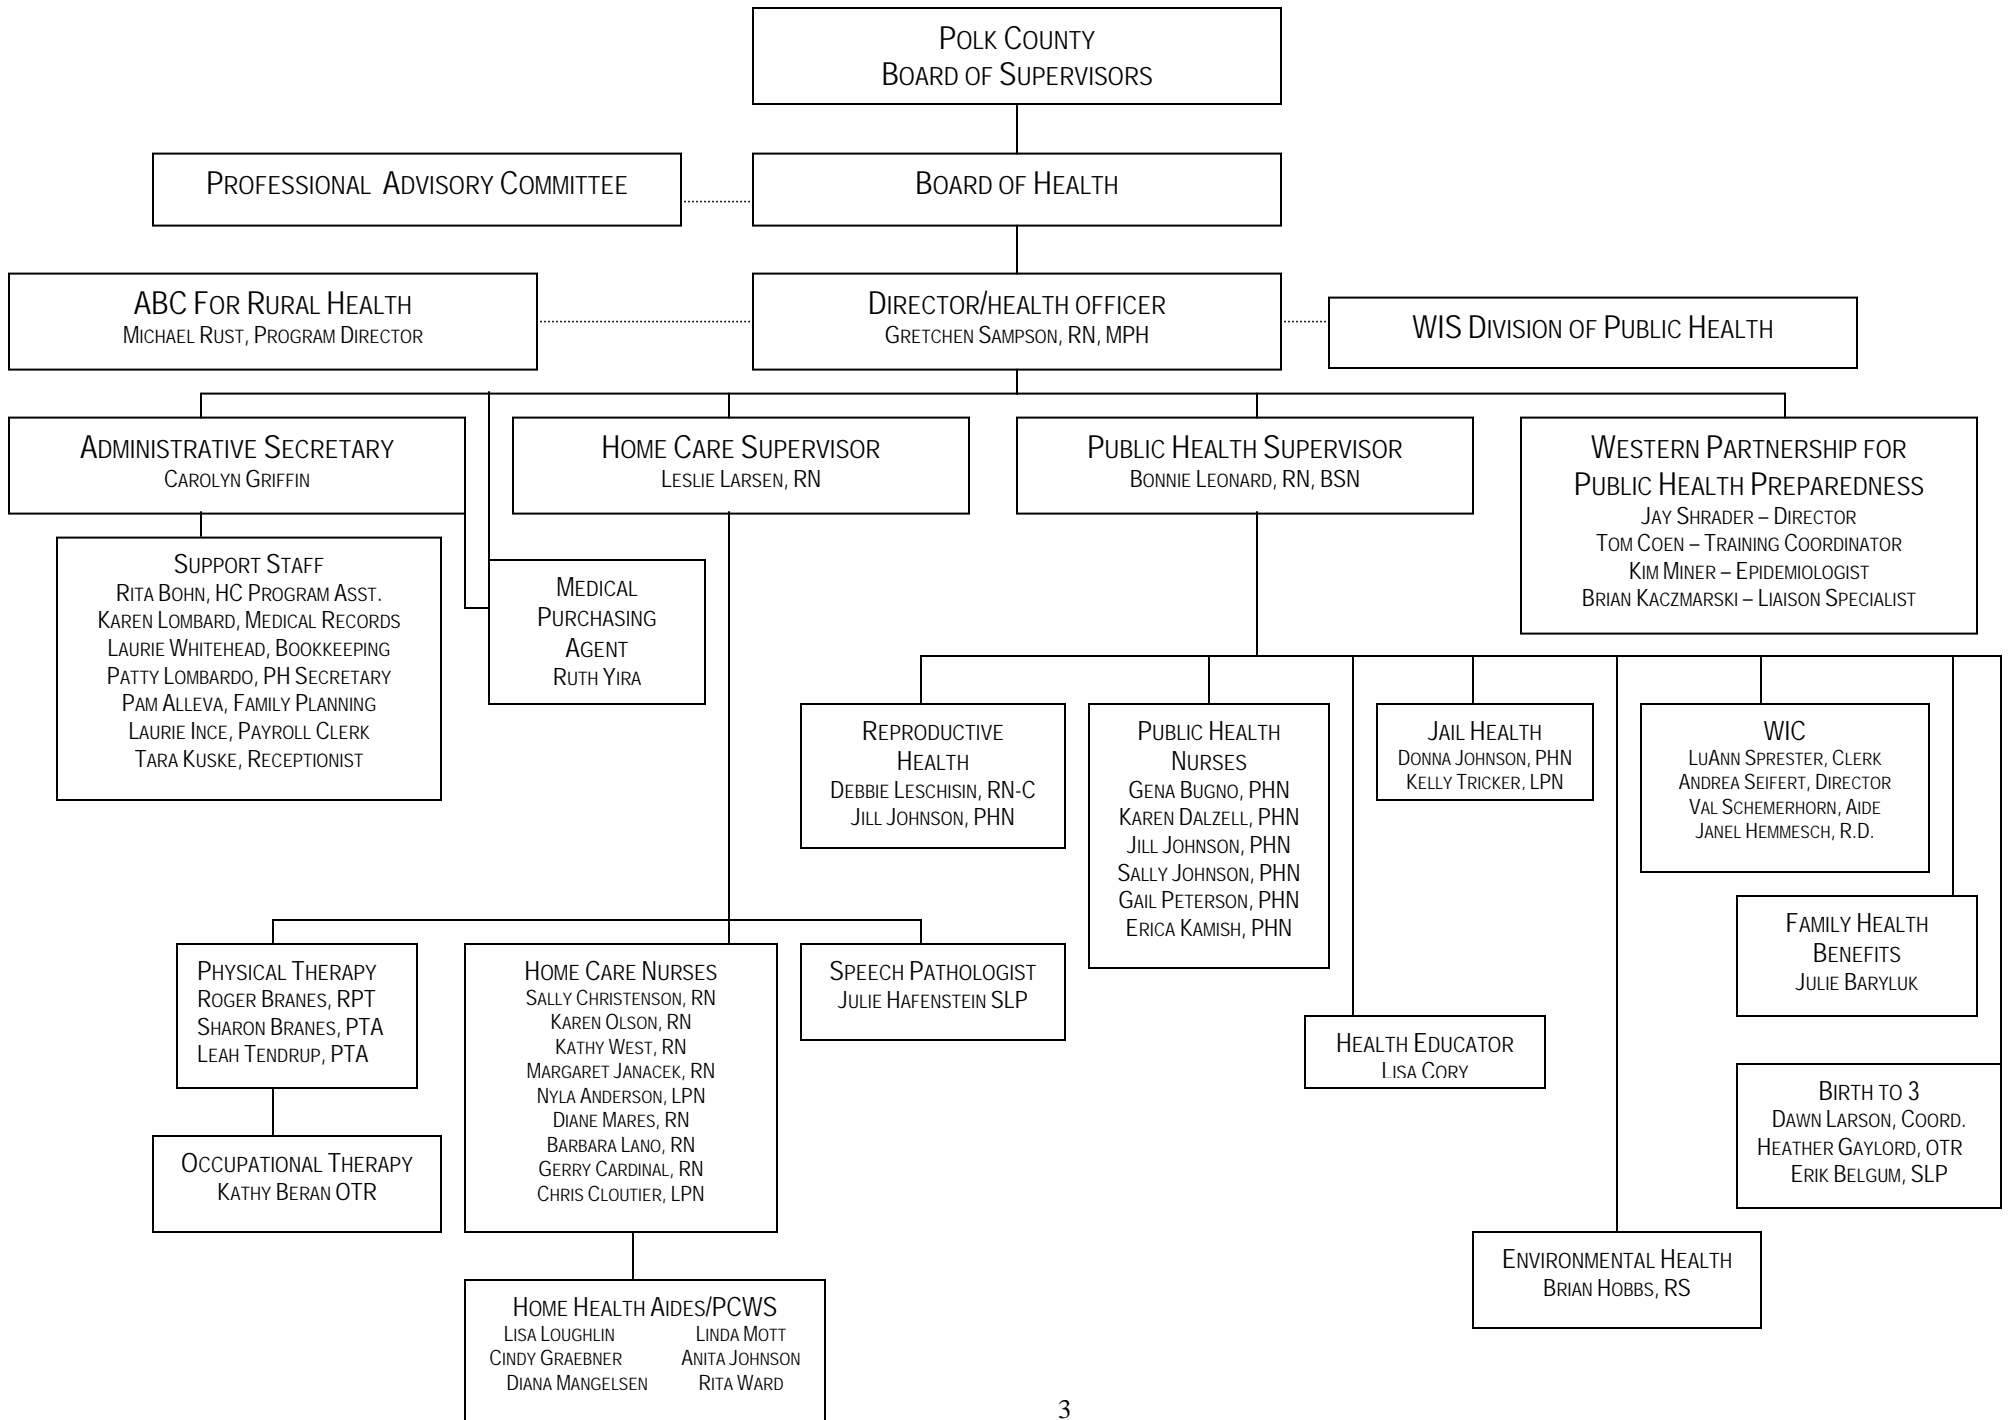 POLK COUNTY
BOARD OF SUPERVISORS
PROFESSIONAL ADVISORY COMMITTEE
BOARD OF HEALTH
ABC FOR RURAL HEALTH
MICHAEL RUST, PROGRAM DIRECTOR
DIRECTOR/HEALTH OFFICER
GRETCHEN SAMPSON, RN, MPH
WIS DIVISION OF PUBLIC HEALTH
ADMINISTRATIVE SECRETARY
CAROLYN GRIFFIN
HOME CARE SUPERVISOR
LESLIE LARSEN, RN
PUBLIC HEALTH SUPERVISOR
BONNIE LEONARD, RN, BSN
WESTERN PARTNERSHIP FOR
PUBLIC HEALTH PREPAREDNESS
JAY SHRADER – DIRECTOR
TOM COEN – TRAINING COORDINATOR
KIM MINER – EPIDEMIOLOGIST
BRIAN KACZMARSKI – LIAISON SPECIALIST
SUPPORT STAFF
RITA BOHN, HC PROGRAM ASST.
KAREN LOMBARD, MEDICAL RECORDS
LAURIE WHITEHEAD, BOOKKEEPING
PATTY LOMBARDO, PH SECRETARY
PAM ALLEVA, FAMILY PLANNING
LAURIE INCE, PAYROLL CLERK
TARA KUSKE, RECEPTIONIST
MEDICAL
PURCHASING
AGENT
RUTH YIRA
REPRODUCTIVE
HEALTH
DEBBIE LESCHISIN, RN-C
JILL JOHNSON, PHN
PUBLIC HEALTH
NURSES
GENA BUGNO, PHN
KAREN DALZELL, PHN
JILL JOHNSON, PHN
SALLY JOHNSON, PHN
GAIL PETERSON, PHN
ERICA KAMISH, PHN
JAIL HEALTH
DONNA JOHNSON, PHN
KELLY TRICKER, LPN
WIC
LUANN SPRESTER, CLERK
ANDREA SEIFERT, DIRECTOR
VAL SCHEMERHORN, AIDE
JANEL HEMMESCH, R.D.
FAMILY HEALTH
BENEFITS
JULIE BARYLUK
PHYSICAL THERAPY
ROGER BRANES, RPT
SHARON BRANES, PTA
LEAH TENDRUP, PTA
HOME CARE NURSES
SALLY CHRISTENSON, RN
KAREN OLSON, RN
KATHY WEST, RN
MARGARET JANACEK, RN
NYLA ANDERSON, LPN
DIANE MARES, RN
BARBARA LANO, RN
GERRY CARDINAL, RN
CHRIS CLOUTIER, LPN
SPEECH PATHOLOGIST
JULIE HAFENSTEIN SLP
HEALTH EDUCATOR
LISA CORY
BIRTH TO 3
DAWN LARSON, COORD.
HEATHER GAYLORD, OTR
ERIK BELGUM, SLP
OCCUPATIONAL THERAPY
KATHY BERAN OTR
ENVIRONMENTAL HEALTH
BRIAN HOBBS, RS
HOME HEALTH AIDES/PCWS
LISA LOUGHLIN LINDA MOTT
CINDY GRAEBNER ANITA JOHNSON
DIANA MANGELSEN RITA WARD
3